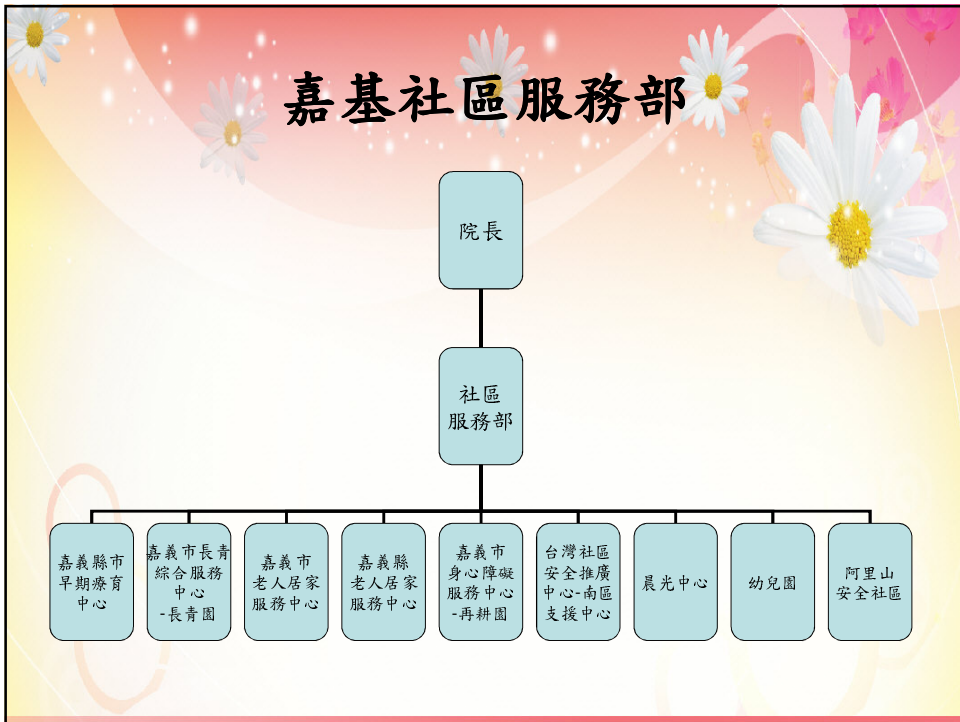 嘉基社區服務部
院長
社區
服務部
嘉義縣市
早期療育
中心
嘉義市長青
綜合服務
中心
-長青園
嘉義市
老人居家
服務中心
嘉義縣
老人居家
服務中心
嘉義市
身心障礙
服務中心
-再耕園
台灣社區
安全推廣
中心-南區
支援中心
晨光中心
幼兒園
阿里山
安全社區